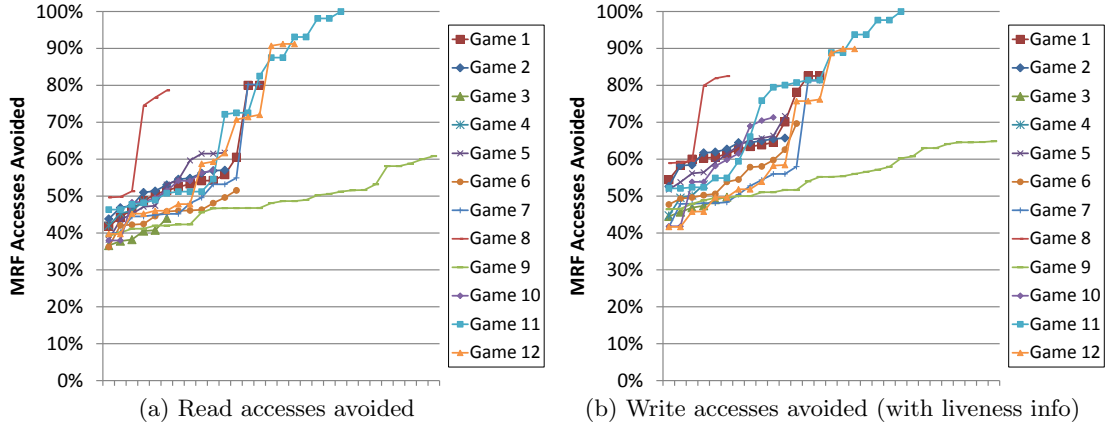 100%
90%
80%
70%
60%
50%
40%
30%
20%
10%
0%
MRF Accesses Avoided
Game 1
Game 2
Game 3
Game 4
Game 5
Game 6
Game 7
Game 8
Game 9
Game 10
Game 11
Game 12
(a) Read accesses avoided
100%
90%
80%
70%
60%
50%
40%
30%
20%
10%
0%
MRF Accesses Avoided
Game 1
Game 2
Game 3
Game 4
Game 5
Game 6
Game 7
Game 8
Game 9
Game 10
Game 11
Game 12
(b) Write accesses avoided (with liveness info)